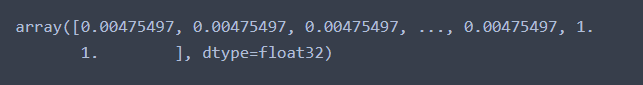 array([0.00475497, 0.00475497, 0.00475497, ..., 0.00475497, 1.
1. ], dtype=float32)